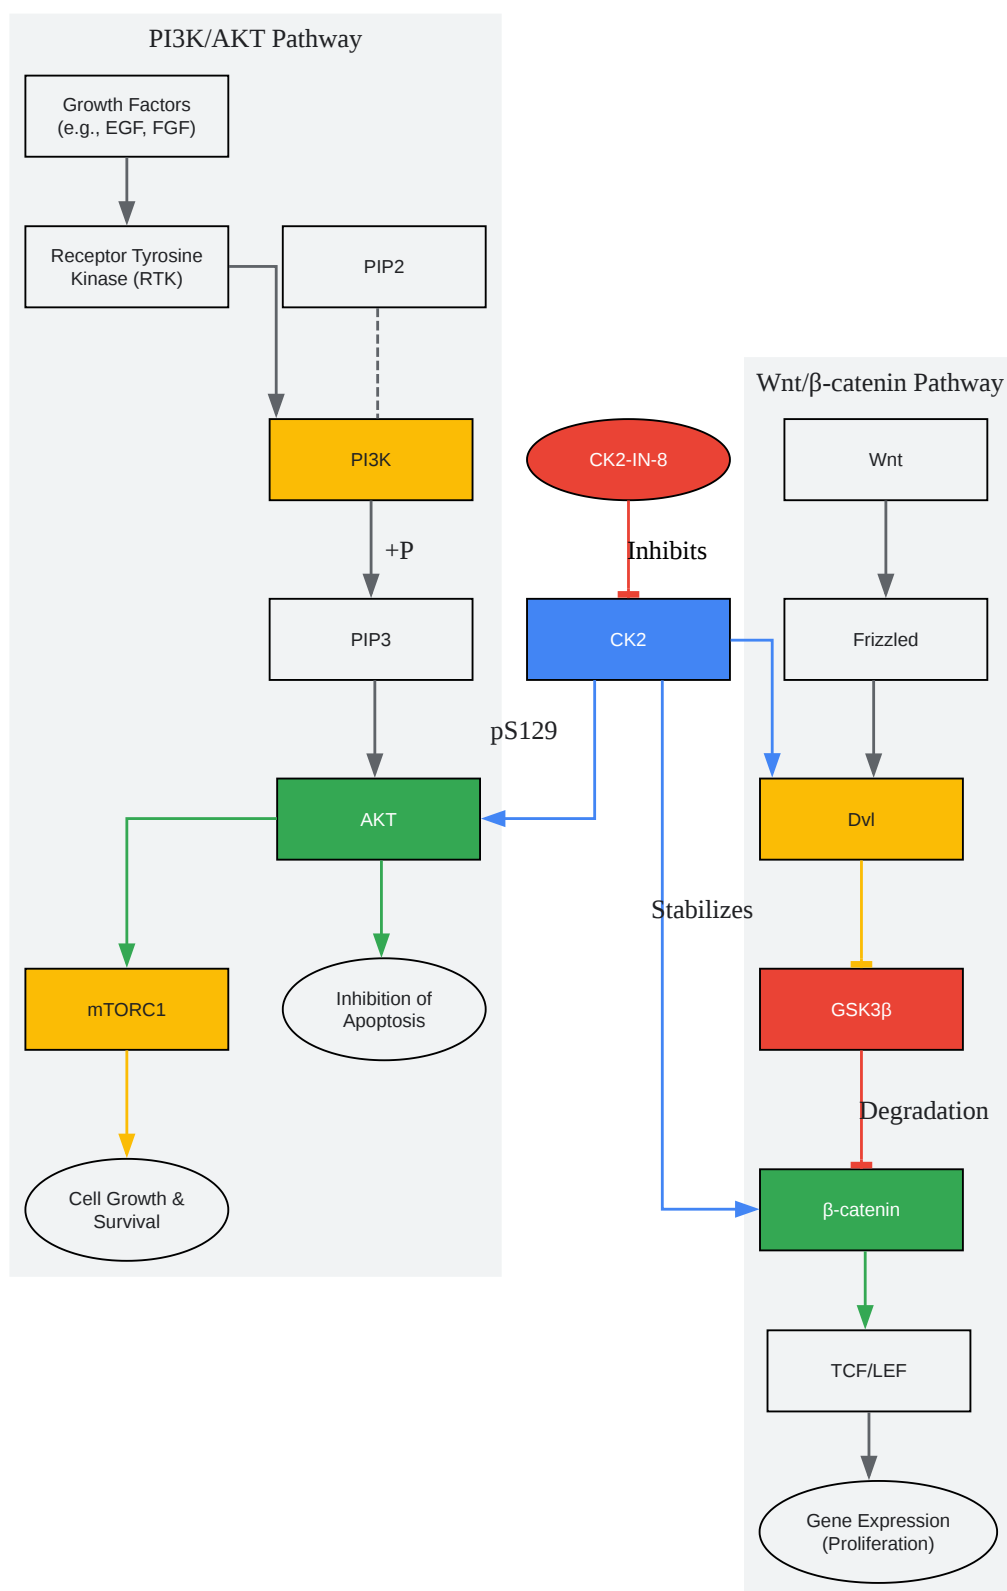 PI3K/AKT Pathway
Growth Factors
(e.g., EGF, FGF)
Receptor Tyrosine
Kinase (RTK)
PIP2
PI3K
+P
PIP3
AKT
mTORC1
Inhibition of
Apoptosis
Cell Growth &
Survival
CK2-IN-8
Inhibits
CK2
pS129
Stabilizes
Wnt/β-catenin Pathway
Wnt
Frizzled
Dvl
GSK3β
Degradation
β-catenin
TCF/LEF
Gene Expression
(Proliferation)